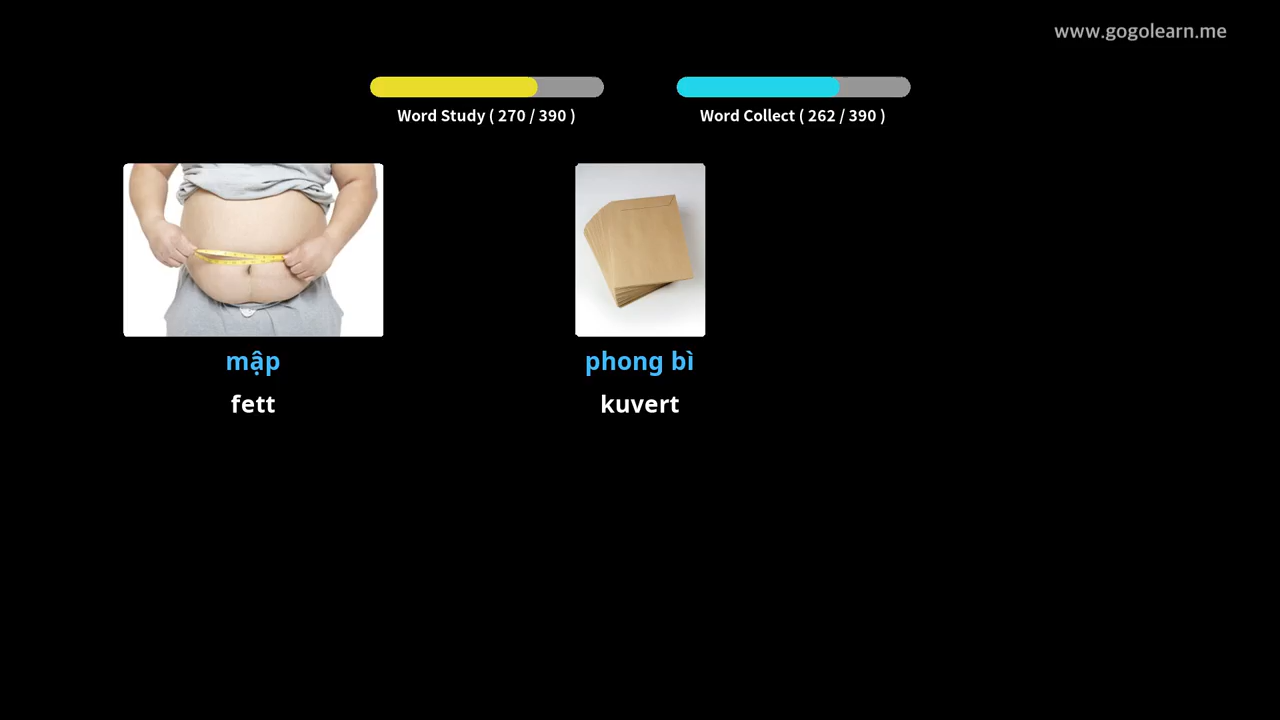 www.gogolearn.me
Word Study ( 270 / 390 )
Word Collect ( 262 / 390 )
mập
phong bì
fett
kuvert